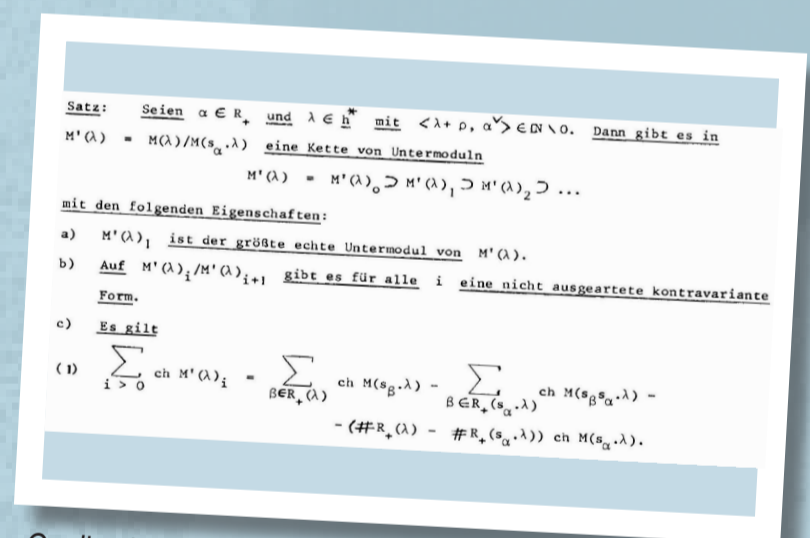 Satz: Seien α ∈ R₊ und λ ∈ h* mit <λ+ ρ, α^∨> ∈ ℕ \ 0. Dann gibt es in
M'(λ) = M(λ)/M(s_α.λ) eine Kette von Untermoduln
M'(λ) = M'(λ)₀ ⊃ M'(λ)₁ ⊃ M'(λ)₂ ⊃ ...
mit den folgenden Eigenschaften:
a) M'(λ)₁ ist der größte echte Untermodul von M'(λ).
b) Auf M'(λ)_i/M'(λ)_{i+1} gibt es für alle i eine nicht ausgeartete kontravariante
Form.
c) Es gilt
(1) ∑_{i > 0} ch M'(λ)_i = ∑_{β∈R₊(λ)} ch M(s_β.λ) - ∑_{β∈R₊(s_α.λ)} ch M(s_β s_α.λ) -
- (#R₊(λ) - #R₊(s_α.λ)) ch M(s_α.λ).